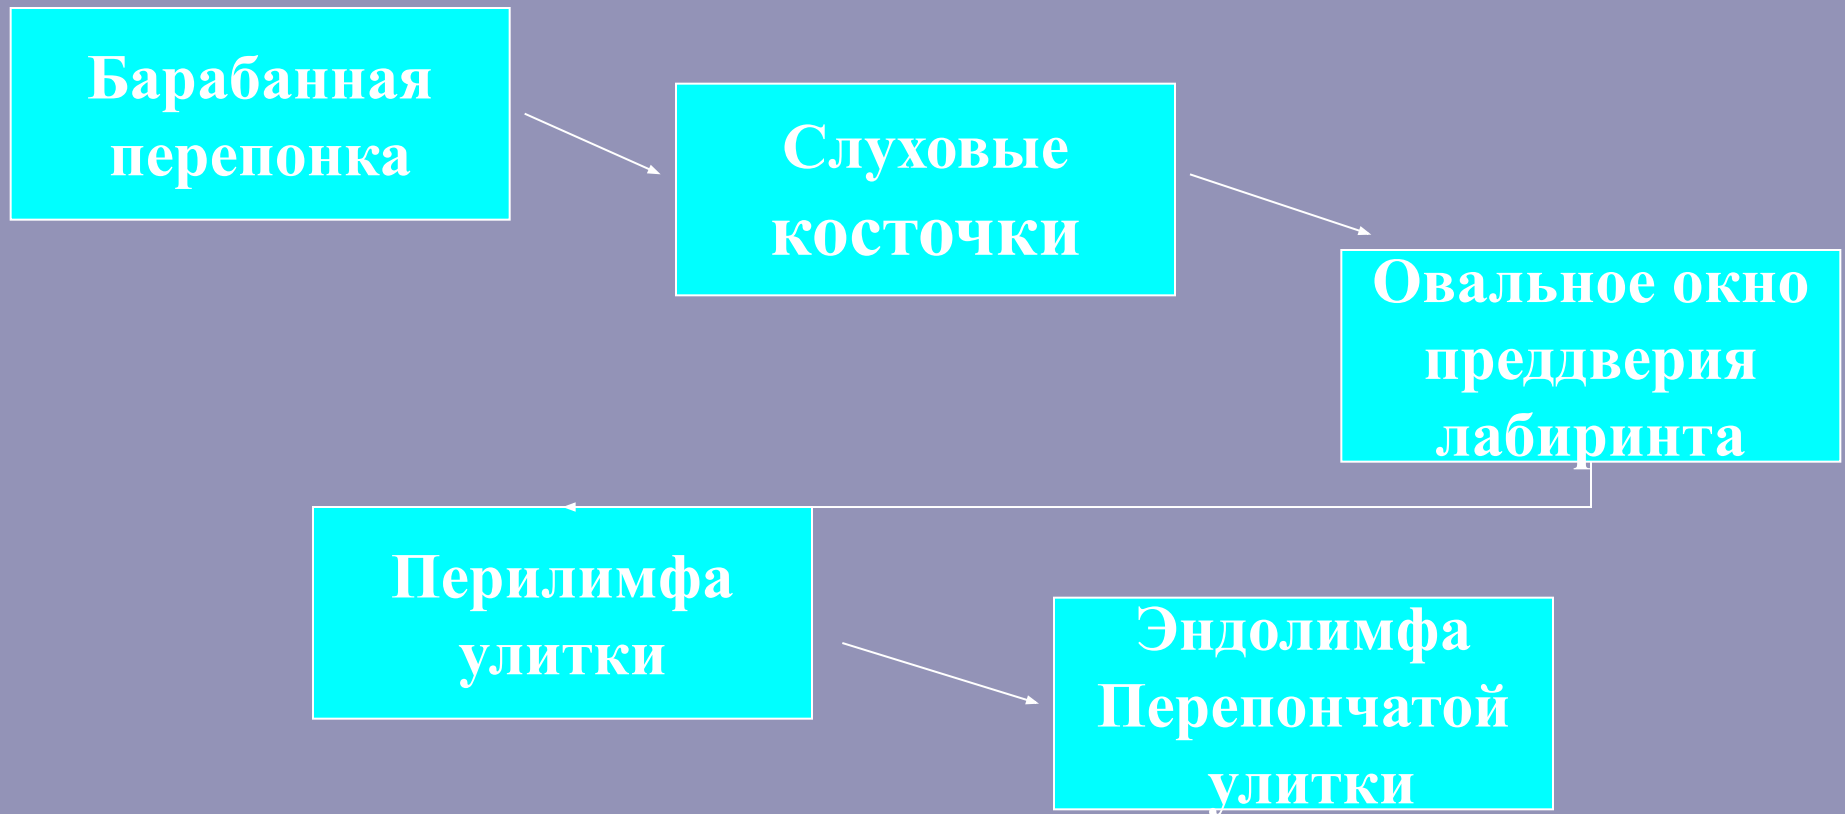 Барабанная
перепонка
Слуховые
косточки
Овальное окно
преддверия
лабиринта
Перилимфа
улитки
Эндолимфа
Перепончатой
улитки